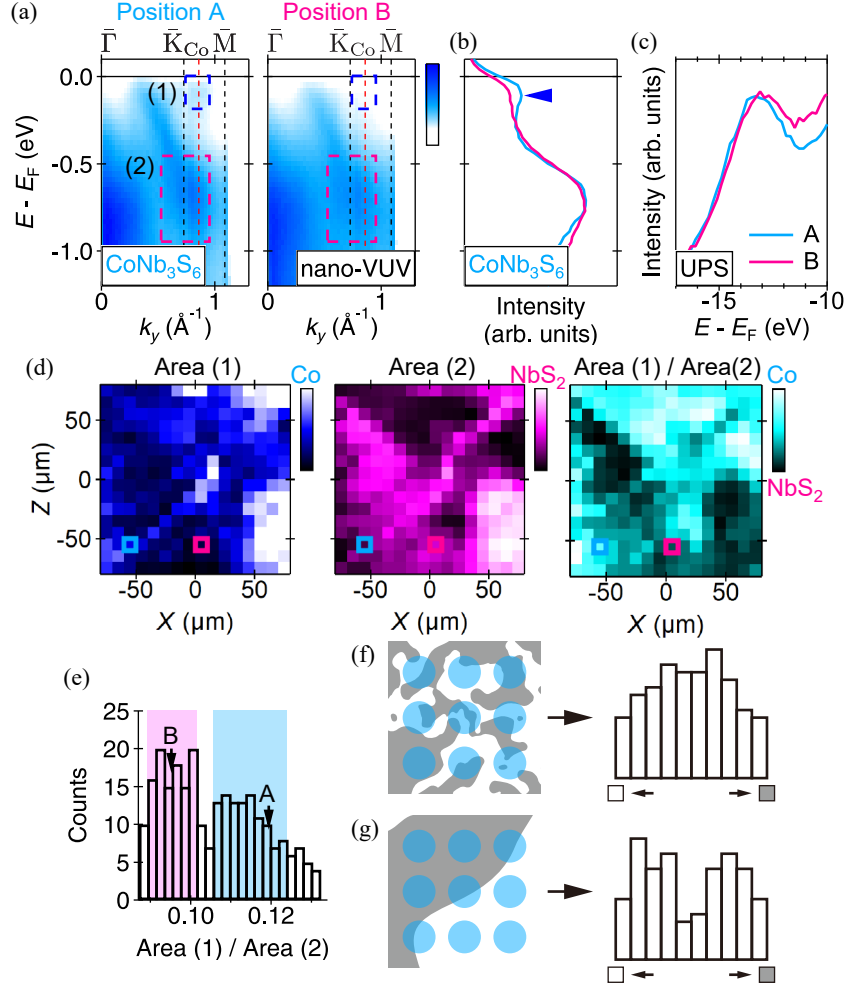 (a)
Position A
Position B
(b)
(c)
Γ̄ K̄Co M̄
Γ̄ K̄Co M̄
0.0
-0.5
-1.0
E - EF (eV)
(1)
(2)
CoNb3S6
nano-VUV
CoNb3S6
UPS
A
B
Intensity (arb. units)
0 1
0 1
ky (Å-1)
ky (Å-1)
Intensity
(arb. units)
-15 -10
E - EF (eV)
(d)
Area (1)
Area (2)
Area (1) / Area(2)
Co
NbS2
Co
NbS2
50
0
-50
Z (µm)
-50 0 50
-50 0 50
-50 0 50
X (µm)
X (µm)
X (µm)
(e)
25
20
15
10
5
0
Counts
B
A
0.10 0.12
Area (1) / Area (2)
(f)
(g)